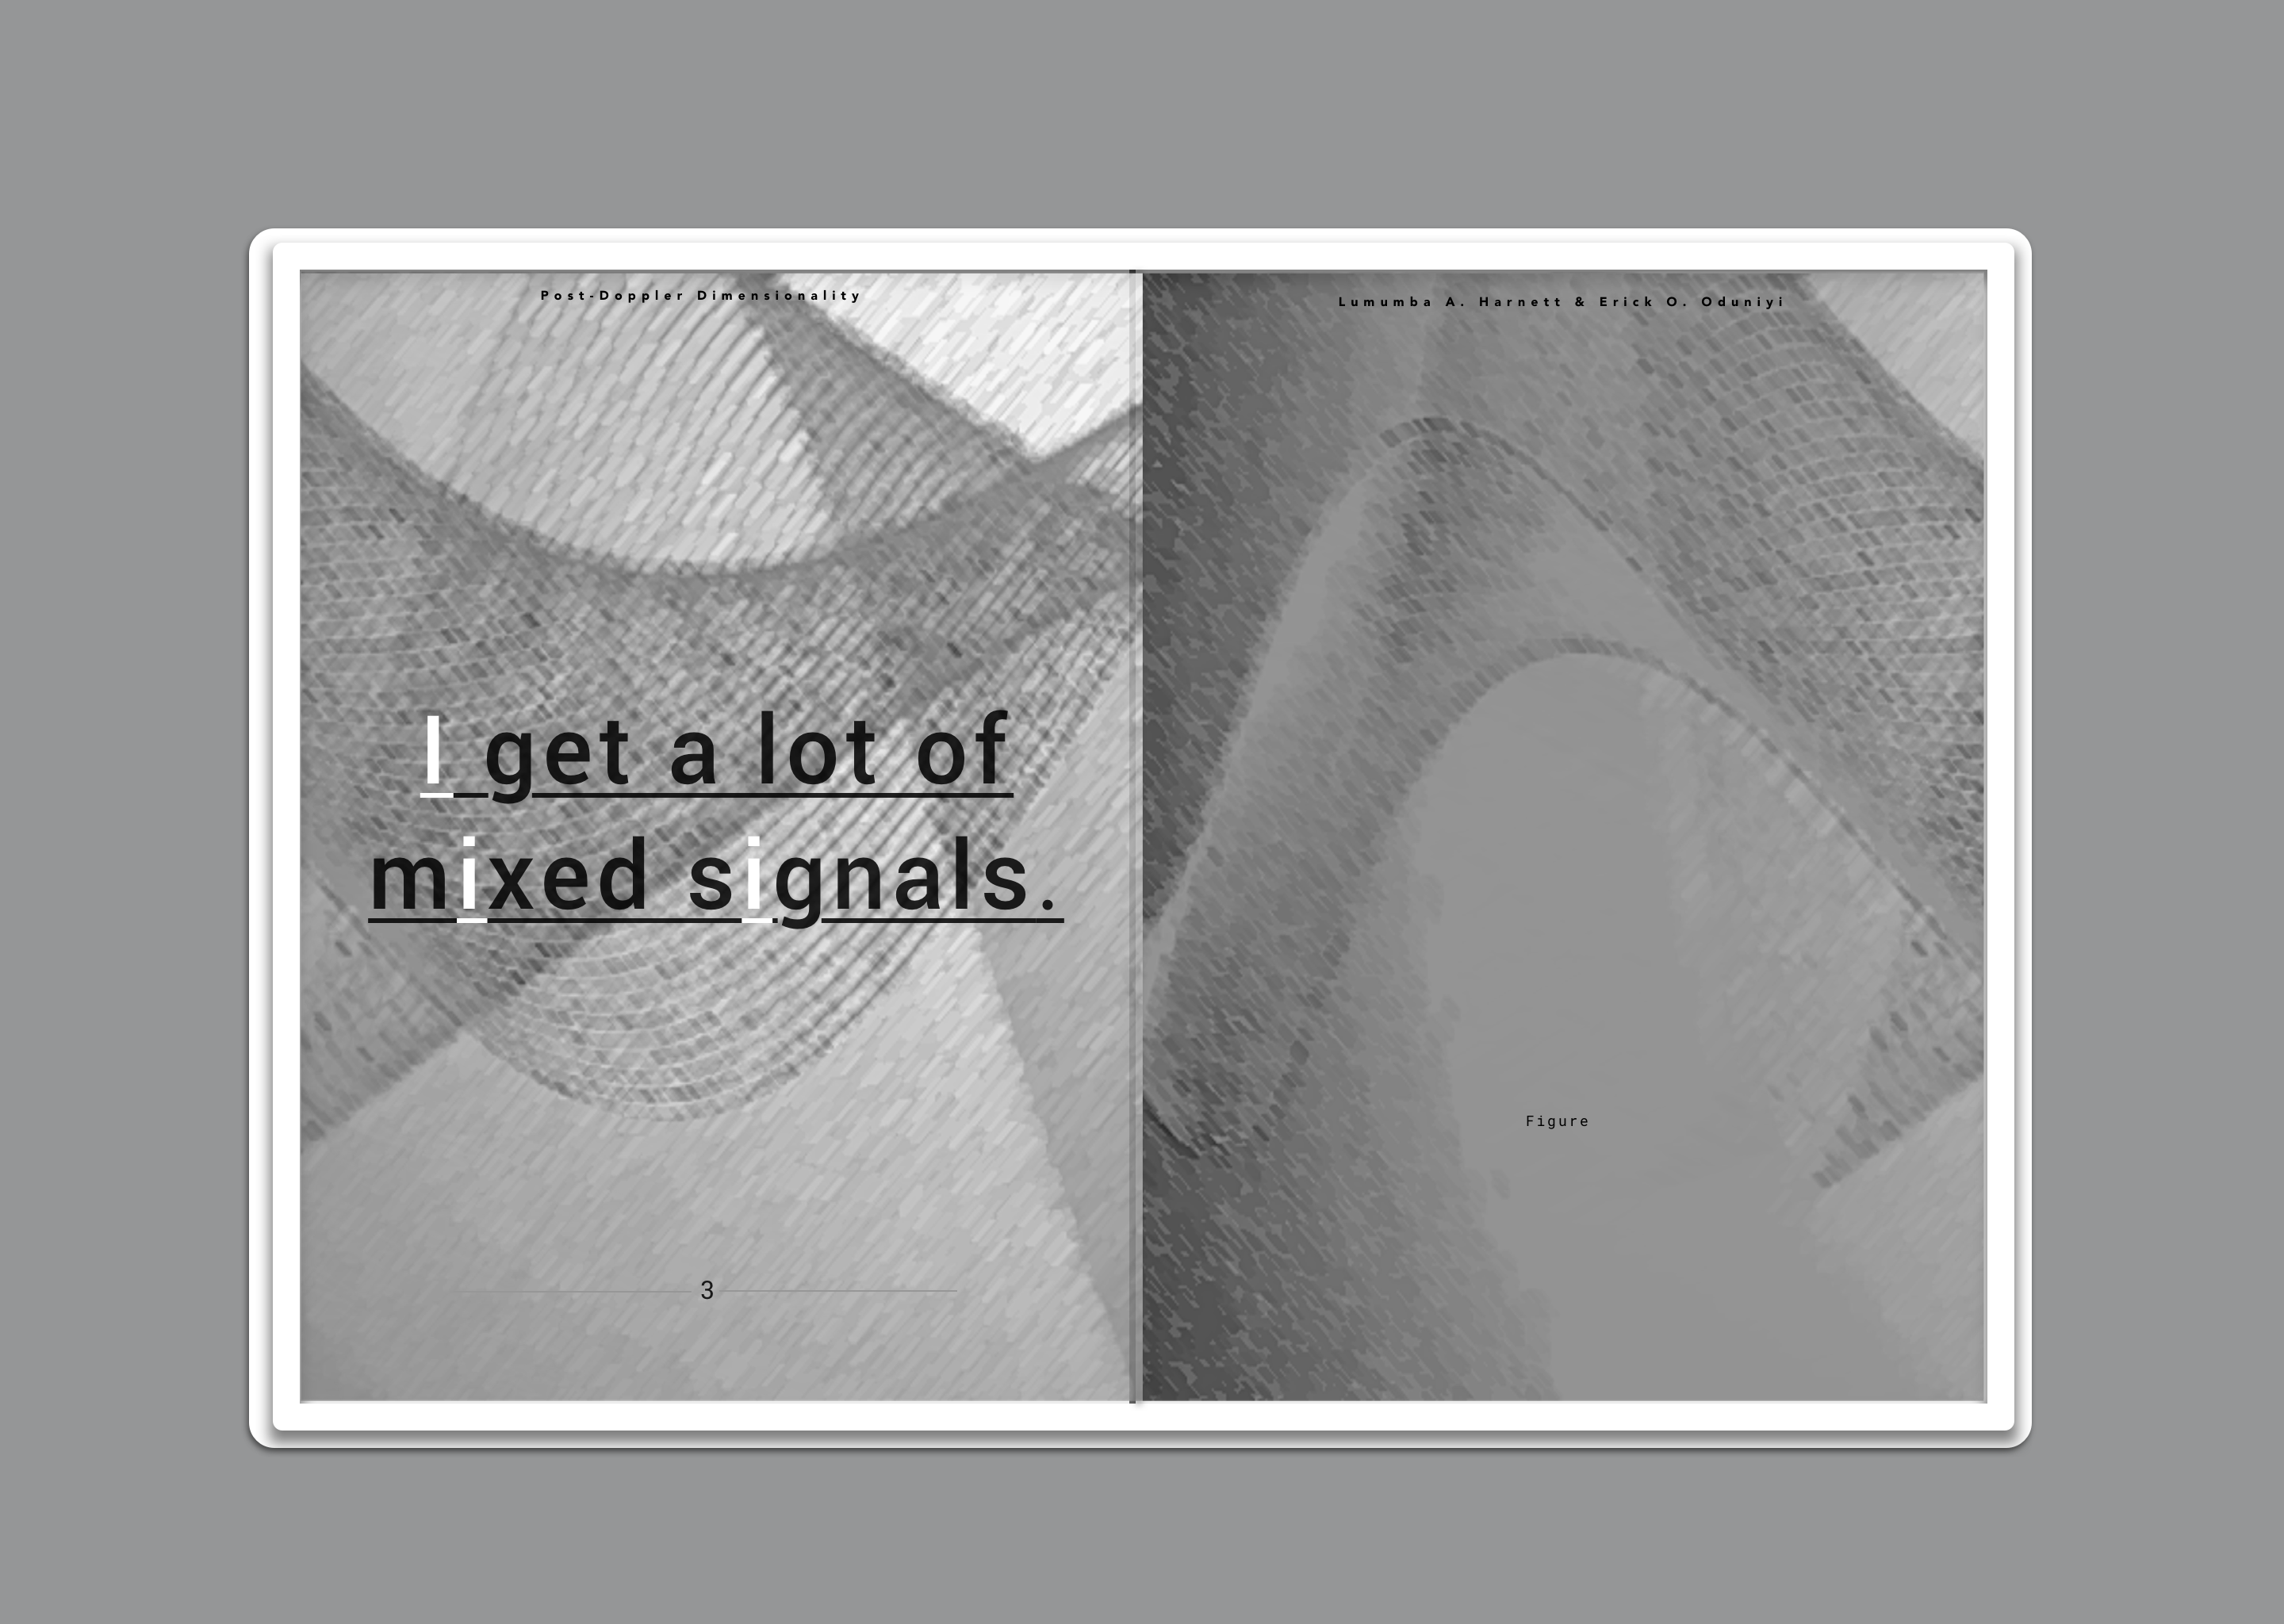 Post-Doppler Dimensionality
I get a lot of
mixed signals.
3
Lumumba A. Harnett & Erick O. Oduniyi
Figure